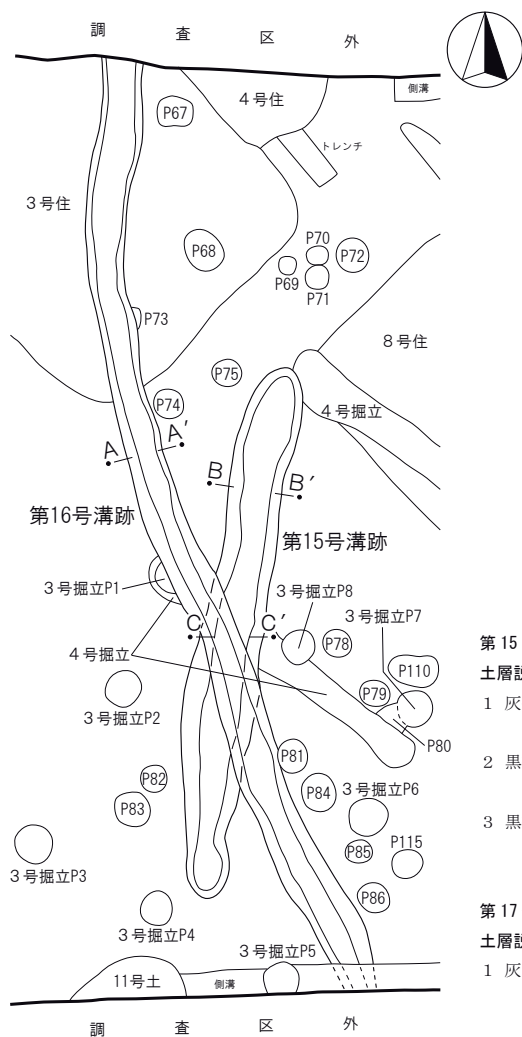 調 査 区 外
4号住
側溝
P67
トレンチ
3号住
P68
P70
P72
P69
P71
P73
8号住
P75
P74
4号掘立
A A′
B B′
第16号溝跡
第15号溝跡
3号掘立P1
3号掘立P8
3号掘立P7
C C′
4号掘立
P78
P110
3号掘立P2
P79
P80
P81
P82
P84
3号掘立P6
P83
P85
P115
3号掘立P3
P86
3号掘立P4
3号掘立P5
11号土
側溝
調 査 区 外
第 15
土層説
1 灰
2 黒
3 黒
第 17
土層説
1 灰